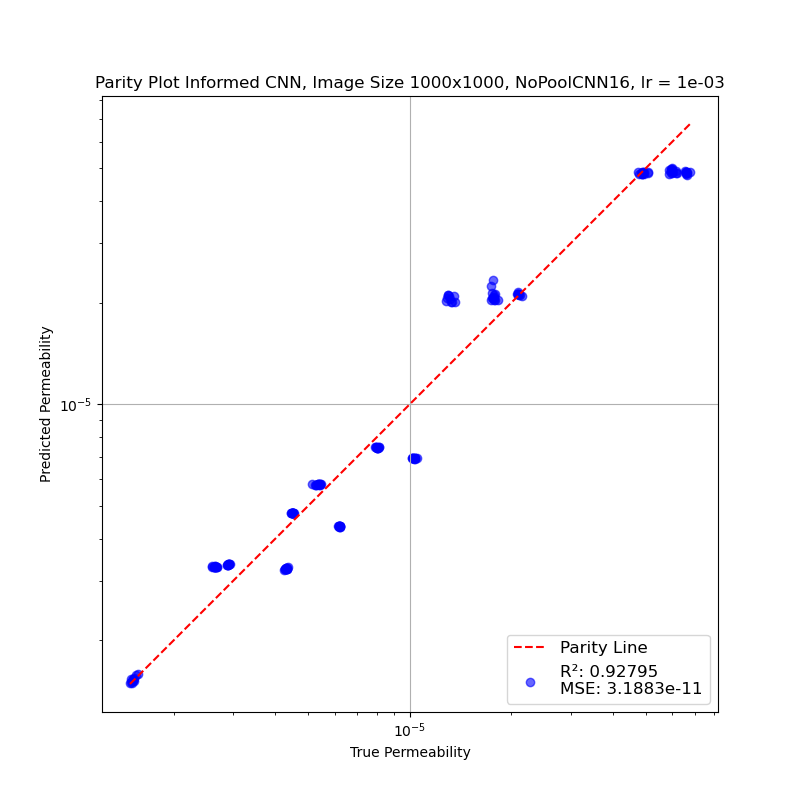 Parity Plot Informed CNN, Image Size 1000x1000, NoPoolCNN16, lr = 1e-03
Predicted Permeability
10⁻⁵
Parity Line
R²: 0.92795
MSE: 3.1883e-11
10⁻⁵
True Permeability